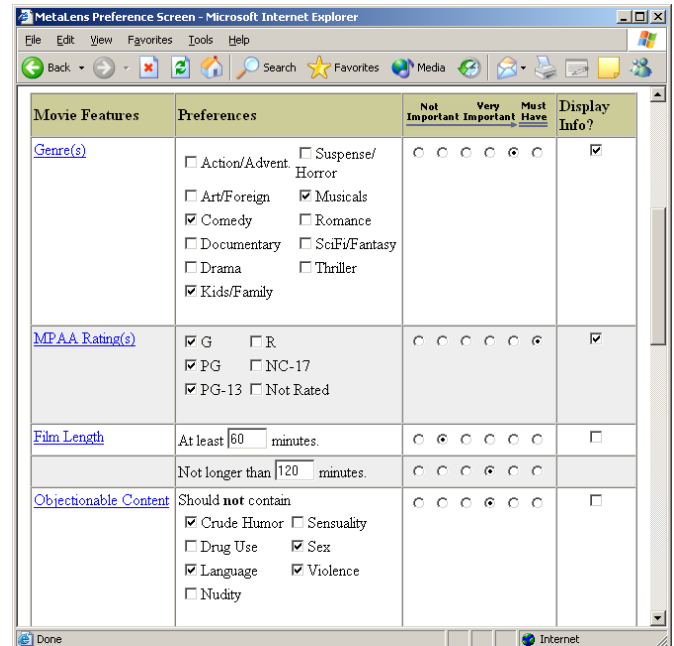 MetaLens Preference Screen - Microsoft Internet Explorer
File Edit View Favorites Tools Help
Back Search Favorites Media
Movie Features Preferences Not Important Very Important Must Have Display Info?
Genre(s)
Action/Advent. Suspense/ Horror
Art/Foreign Musicals
Comedy Romance
Documentary SciFi/Fantasy
Drama Thriller
Kids/Family
MPAA Rating(s) G R
PG NC-17
PG-13 Not Rated
Film Length At least 60 minutes.
Not longer than 120 minutes.
Objectionable Content Should not contain
Crude Humor Sensuality
Drug Use Sex
Language Violence
Nudity
Done Internet